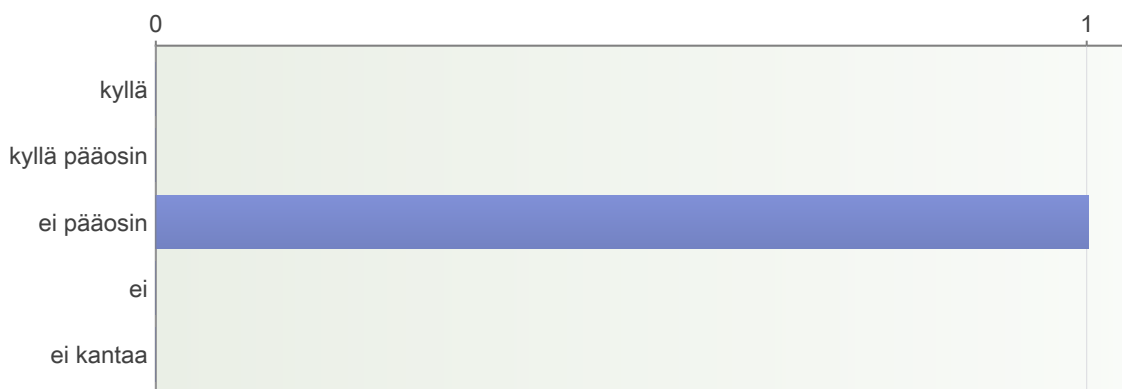 0 1
kyllä
kyllä pääosin
ei pääosin
ei
ei kantaa